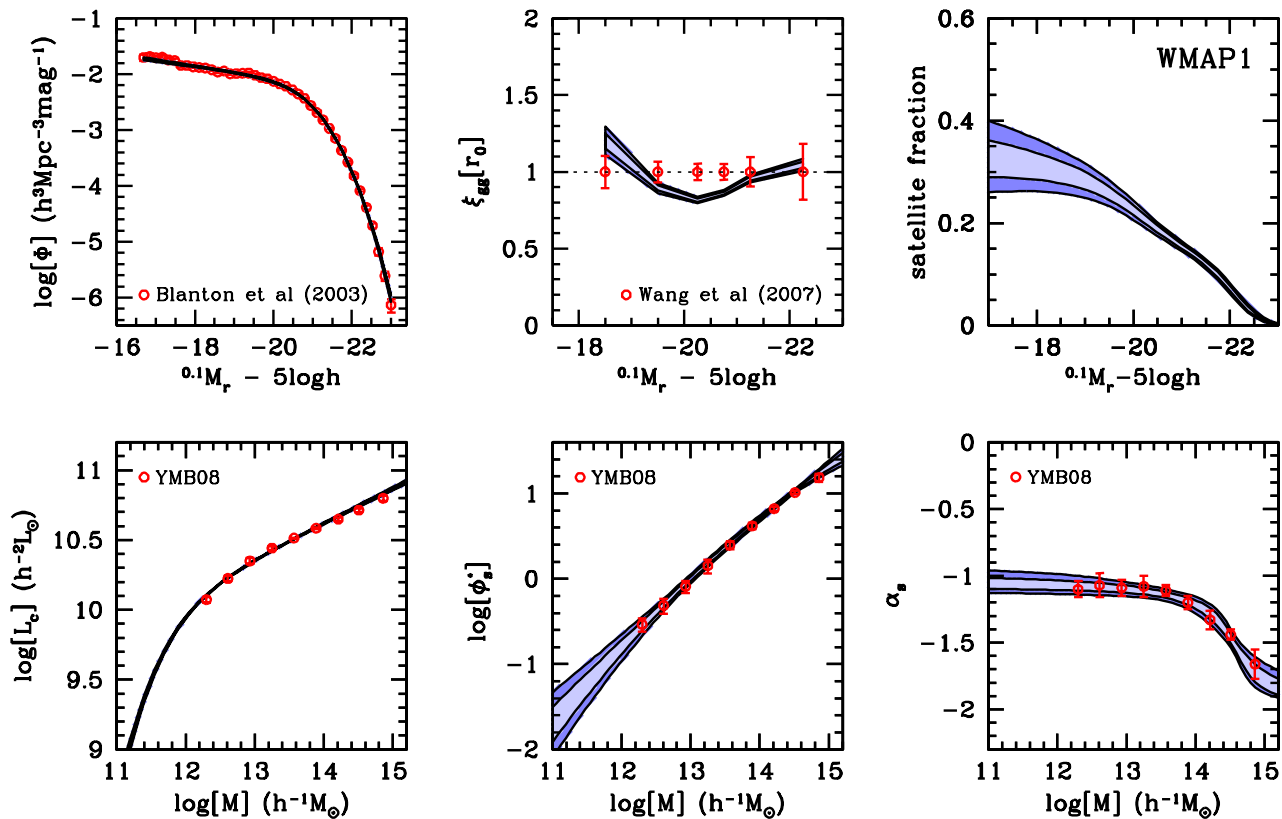 -1
-2
-3
-4
-5
-6
log[Φ] (h³Mpc⁻³mag⁻¹)
Blanton et al (2003)
-16 -18 -20 -22
⁰·¹Mᵣ - 5logh
2
1.5
1
0.5
0
ξgg[r₀]
Wang et al (2007)
-18 -20 -22
⁰·¹Mᵣ - 5logh
0.6
0.4
0.2
0
satellite fraction
WMAP1
-18 -20 -22
⁰·¹Mᵣ-5logh
11
10.5
10
9.5
9
log[L_c] (h⁻²L⊙)
YMB08
11 12 13 14 15
log[M] (h⁻¹M⊙)
1
0
-1
-2
log[ϕ*ₛ]
YMB08
11 12 13 14 15
log[M] (h⁻¹M⊙)
0
-0.5
-1
-1.5
-2
αₛ
YMB08
11 12 13 14 15
log[M] (h⁻¹M⊙)